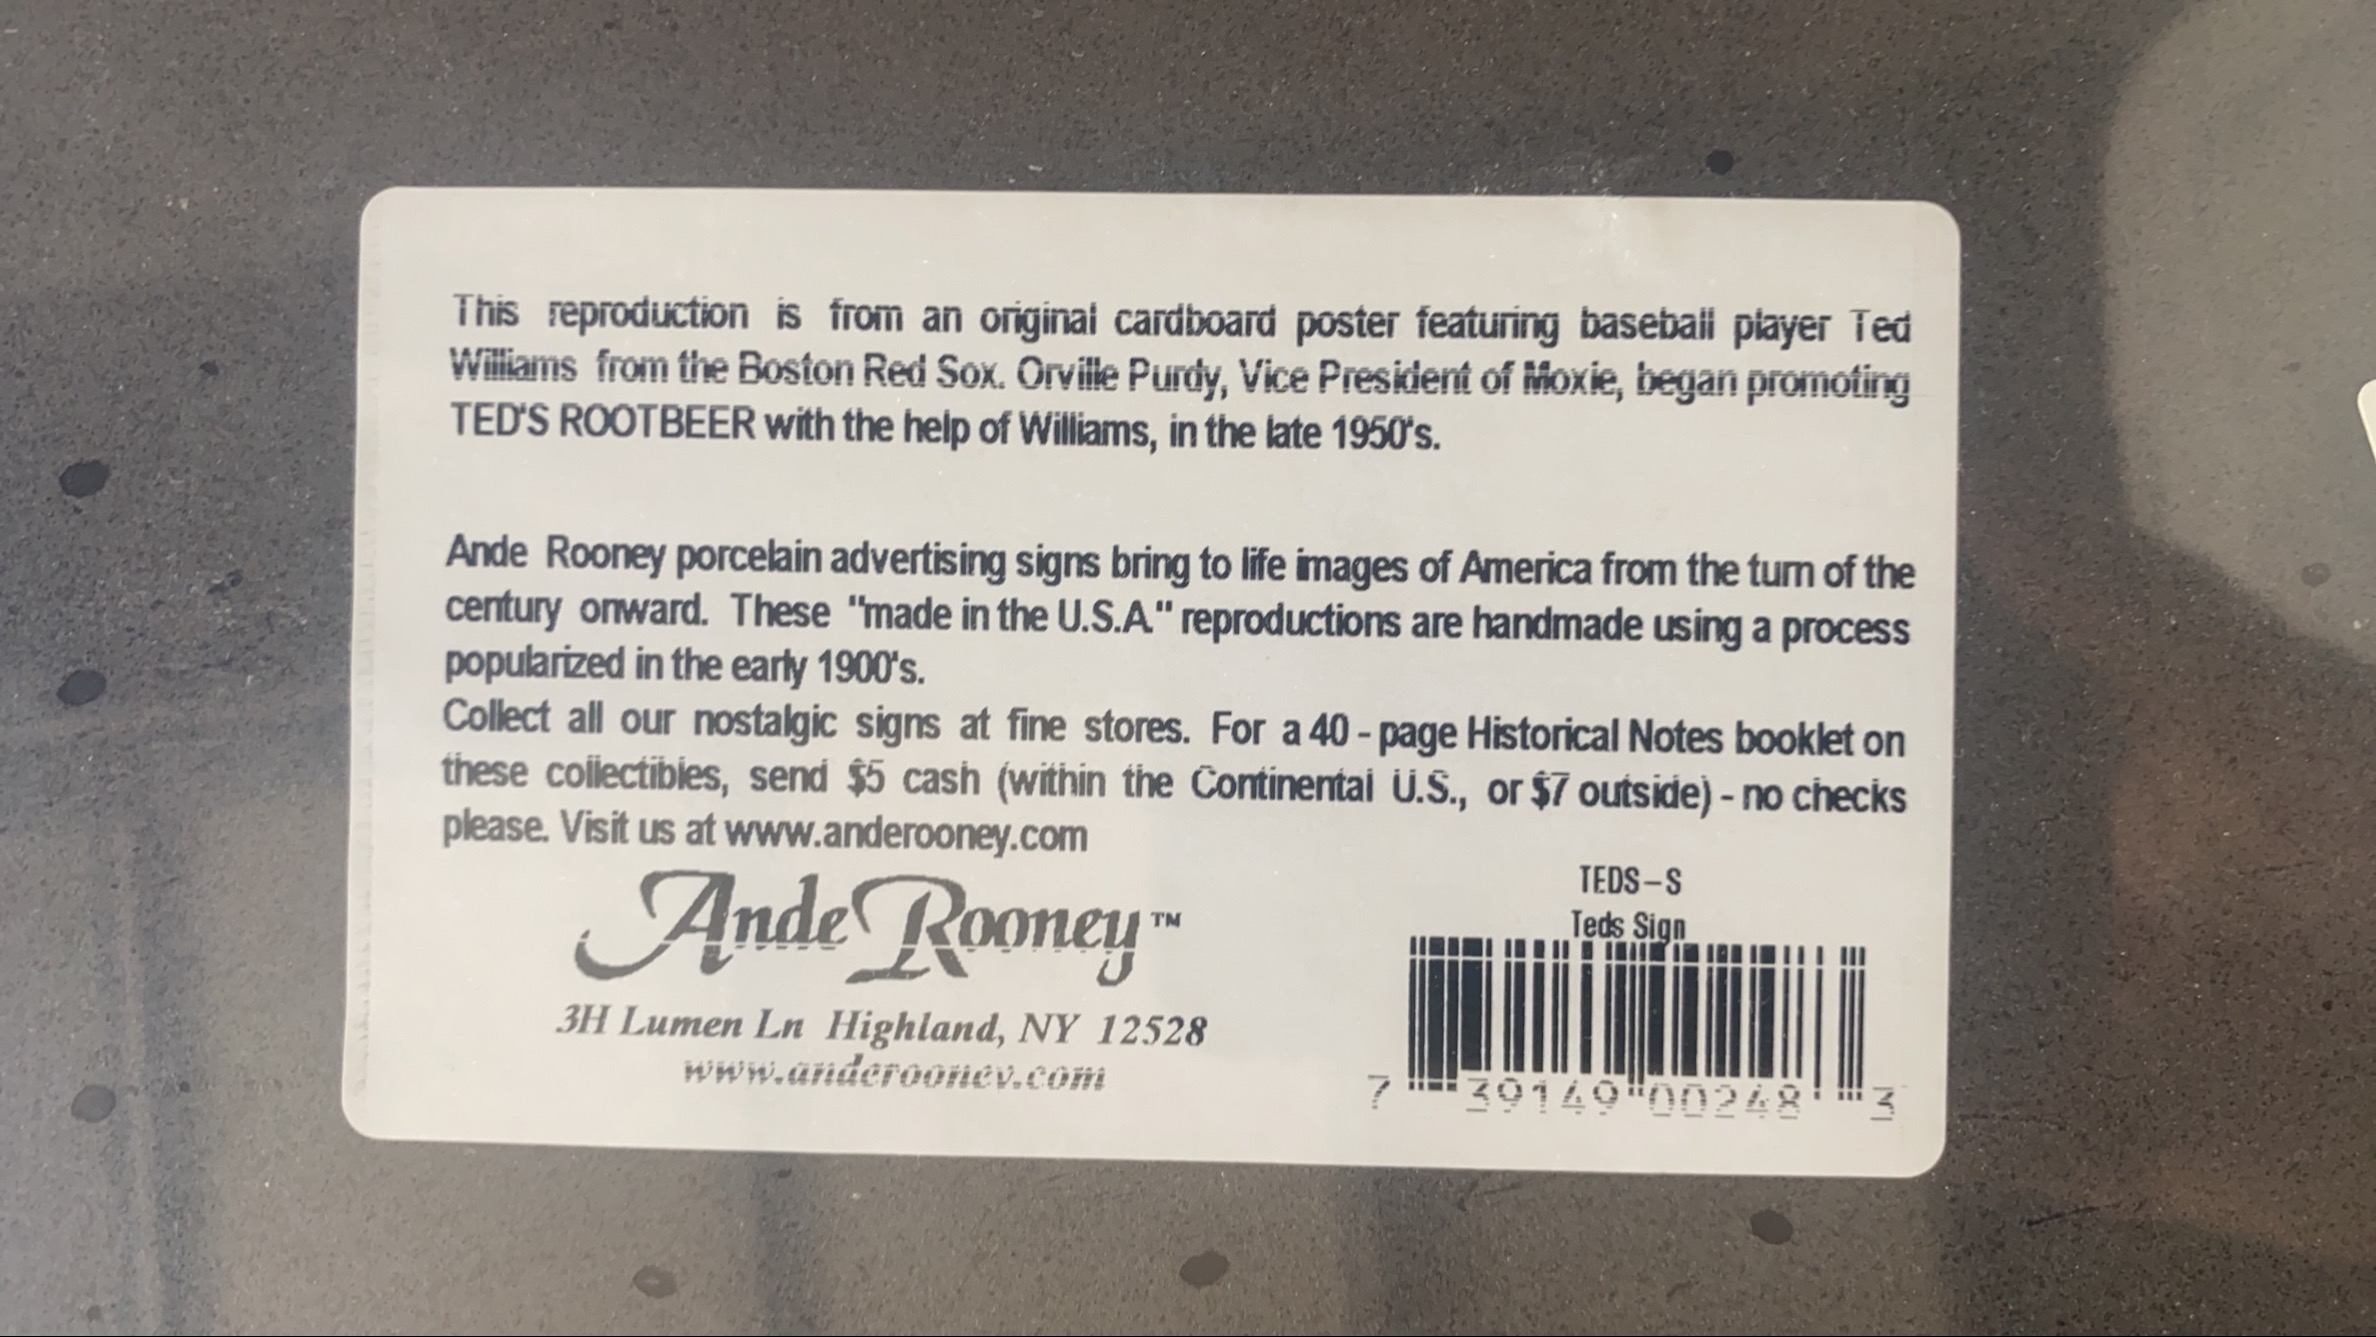 This reproduction is from an original cardboard poster featuring baseball player Ted
Williams from the Boston Red Sox. Orville Purdy, Vice President of Moxie, began promoting
TED'S ROOTBEER with the help of Williams, in the late 1950's.
Ande Rooney porcelain advertising signs bring to life images of America from the turn of the
century onward. These "made in the U.S.A." reproductions are handmade using a process
popularized in the early 1900's.
Collect all our nostalgic signs at fine stores. For a 40 - page Historical Notes booklet on
these collectibles, send $5 cash (within the Continental U.S., or $7 outside) - no checks
please. Visit us at www.anderooney.com
Ande Rooney™
3H Lumen Ln Highland, NY 12528
www.anderooney.com
TEDS-S
Teds Sign
7 39149 00248 3